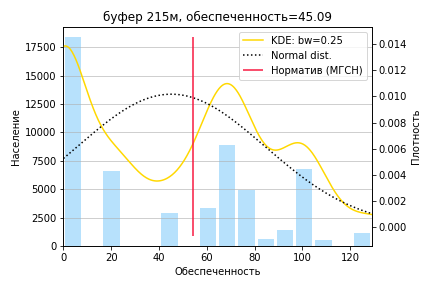 буфер 215м, обеспеченность=45.09
KDE: bw=0.25
Normal dist.
Норматив (МГСН)
Население
17500
15000
12500
10000
7500
5000
2500
0
0.014
0.012
0.010
0.008
0.006
0.004
0.002
0.000
Плотность
0 20 40 60 80 100 120
Обеспеченность